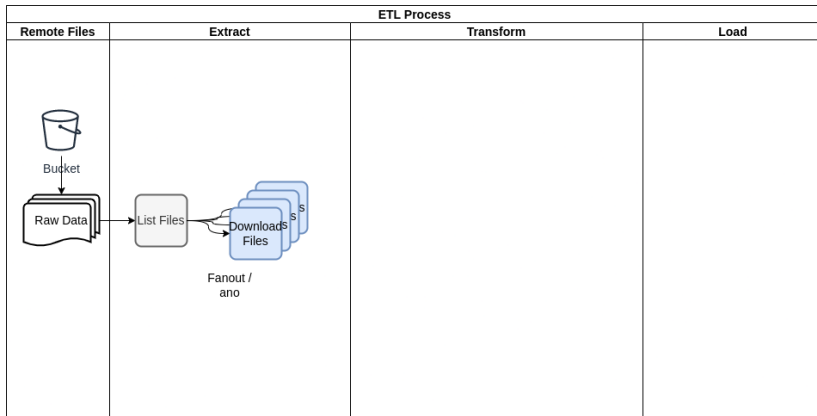 ETL Process
Remote Files
Extract
Transform
Load
Bucket
Raw Data
List Files
Downloads
Files
s
s
s
Fanout /
ano